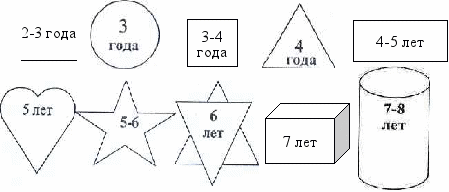 2-3 года
3
года
3-4
года
4
года
4-5 лет
5 лет
5-6
6
лет
7 лет
7-8
лет